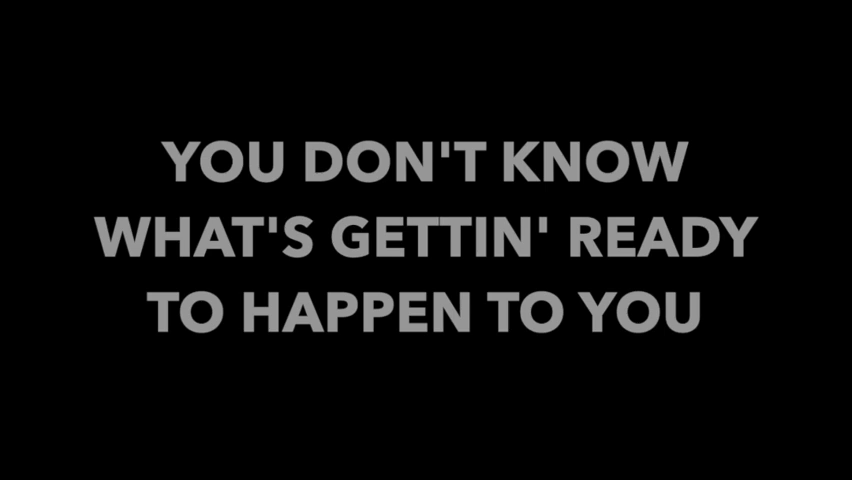 YOU DON'T KNOW
WHAT'S GETTIN' READY
TO HAPPEN TO YOU